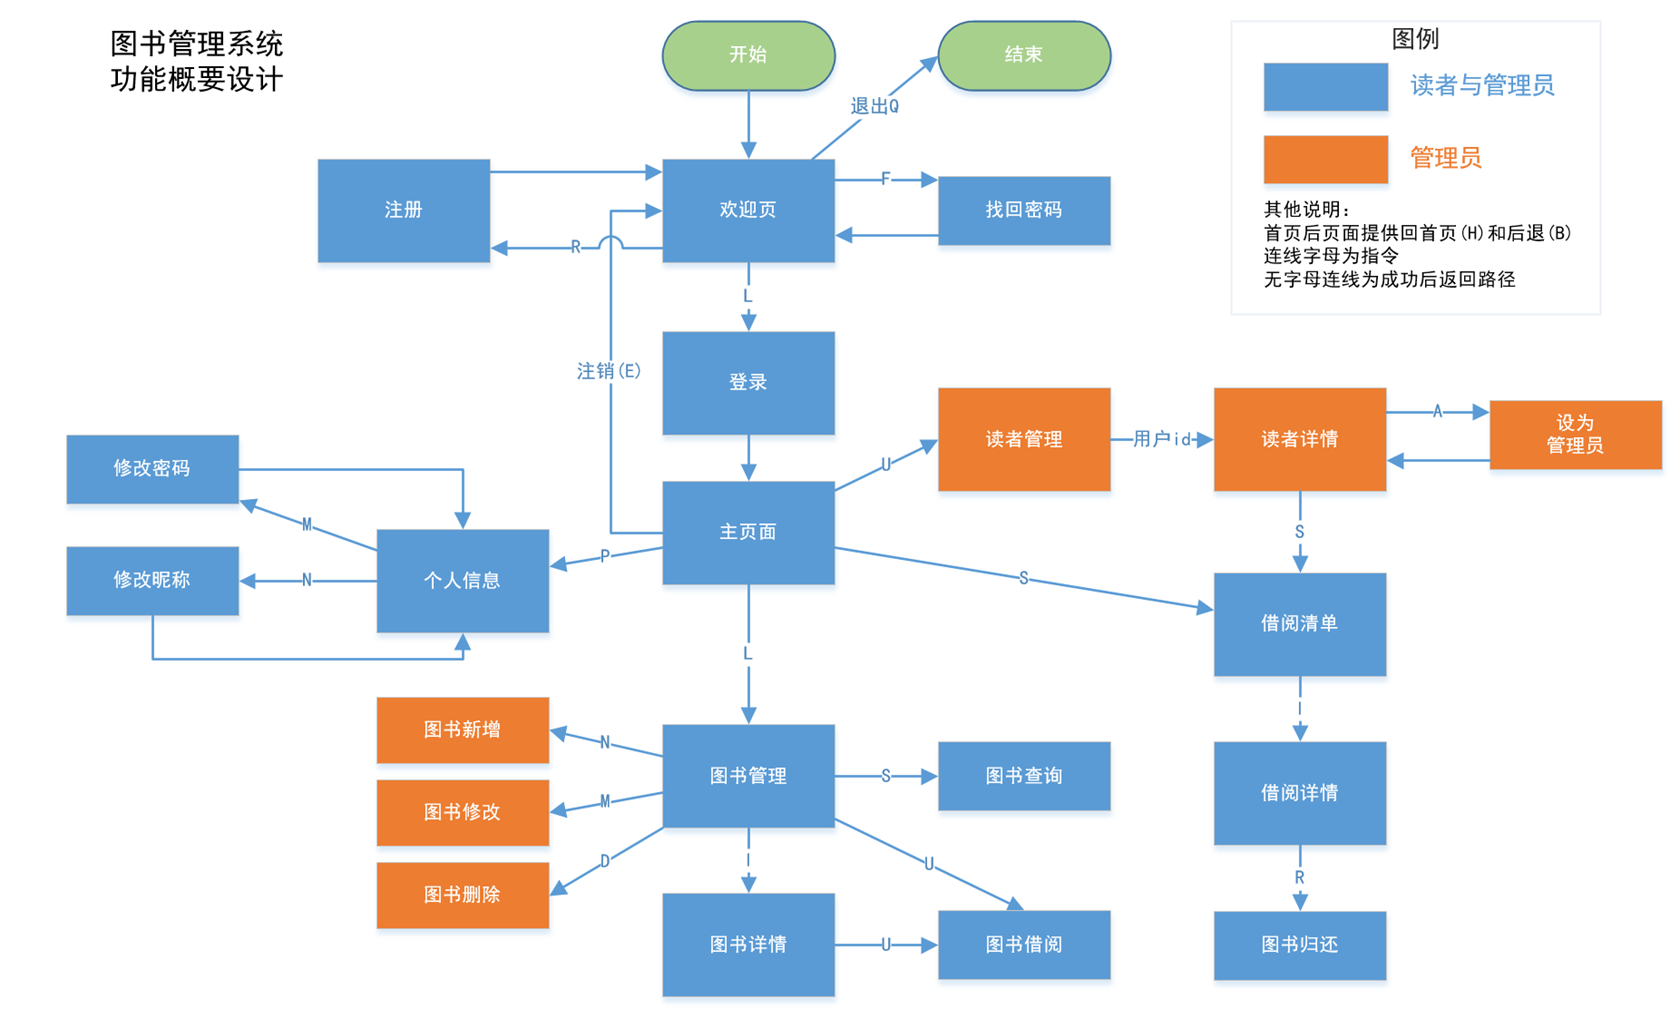 图书管理系统
功能概要设计
开始
结束
图例
读者与管理员
管理员
其他说明：
首页后页面提供回首页(H)和后退(B)
连线字母为指令
无字母连线为成功后返回路径
退出Q
注册
欢迎页
F
找回密码
R
L
注销(E)
登录
读者管理
用户id
读者详情
A
设为
管理员
U
修改密码
M
主页面
S
P
修改昵称
N
个人信息
S
借阅清单
L
I
图书新增
N
图书管理
S
图书查询
借阅详情
图书修改
M
D
I
U
R
图书删除
图书详情
U
图书借阅
图书归还